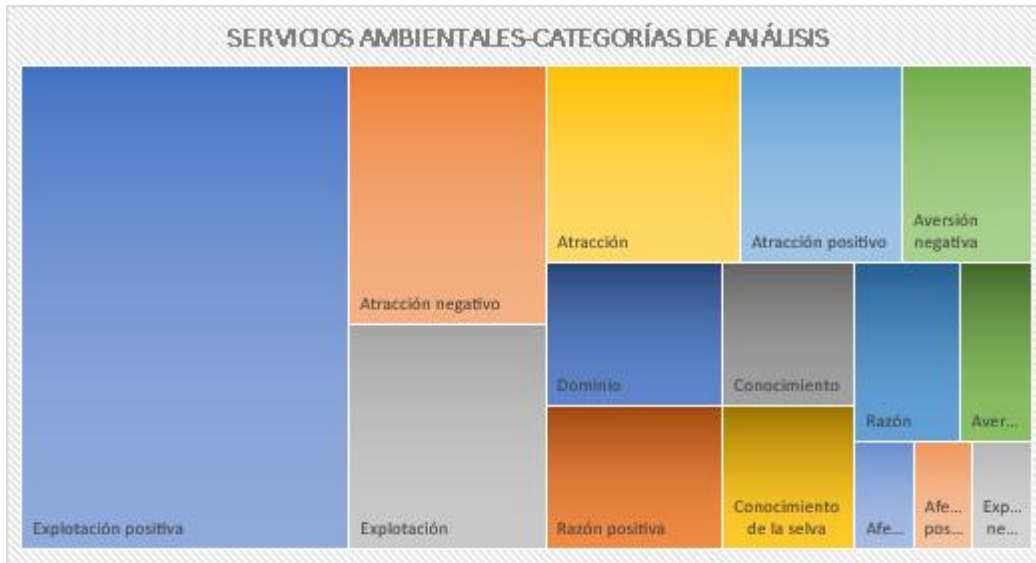 SERVICIOS AMBIENTALES-CATEGORÍAS DE ANÁLISIS
Explotación positiva
Atracción negativo
Explotación
Atracción
Atracción positivo
Aversión
negativa
Dominio
Conocimiento
Razón
Aver...
Razón positiva
Conocimiento
de la selva
Afe...
Afe...
pos...
Exp...
ne...